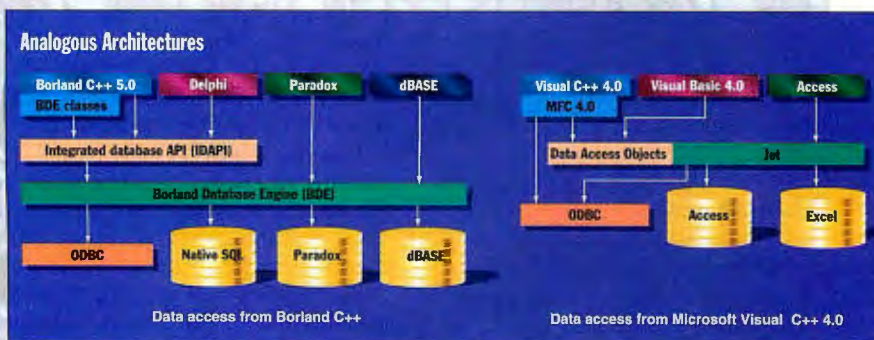 Analogous Architectures
Borland C++ 5.0
BDE classes
Delphi
Paradox
dBASE
Integrated database API (IDAPI)
Borland Database Engine (BDE)
ODBC
Native SQL
Paradox
dBASE
Data access from Borland C++
Visual C++ 4.0
MFC 4.0
Visual Basic 4.0
Access
Data Access Objects
Jet
ODBC
Access
Excel
Data access from Microsoft Visual C++ 4.0